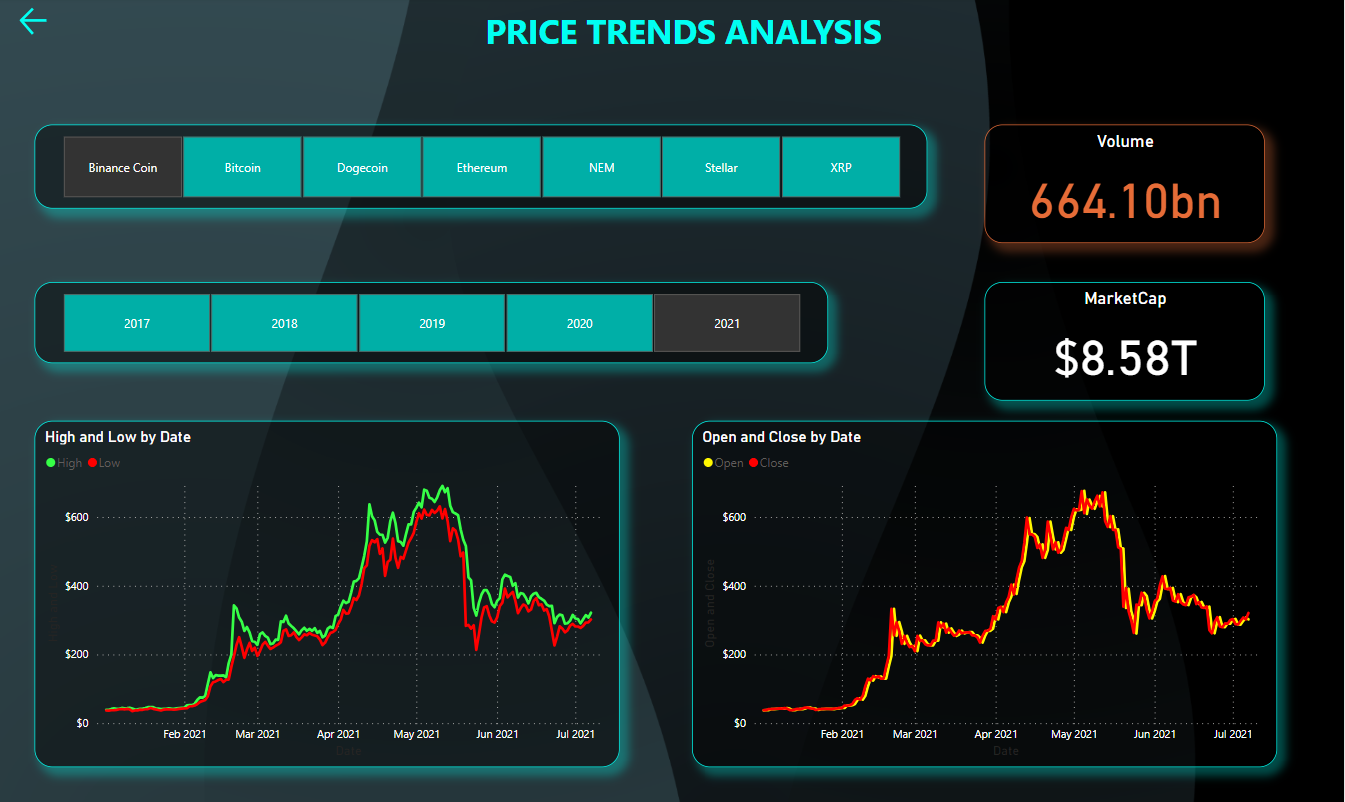 PRICE TRENDS ANALYSIS
Binance Coin Bitcoin Dogecoin Ethereum NEM Stellar XRP
Volume
664.10bn
2017 2018 2019 2020 2021
MarketCap
$8.58T
High and Low by Date
High Low
$600
$400
$200
$0
Feb 2021 Mar 2021 Apr 2021 May 2021 Jun 2021 Jul 2021
Date
Open and Close by Date
Open Close
Open and Close
$600
$400
$200
$0
Feb 2021 Mar 2021 Apr 2021 May 2021 Jun 2021 Jul 2021
Date